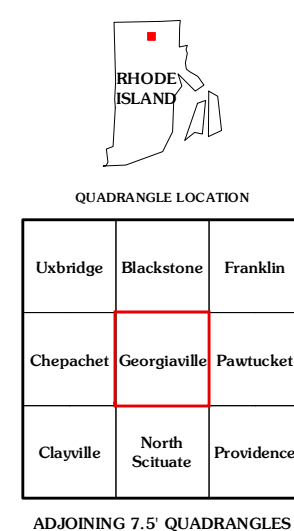 RHODE
ISLAND
QUADRANGLE LOCATION
Uxbridge Blackstone Franklin
Chepachet Georgiaville Pawtucket
Clayville North Scituate Providence
ADJOINING 7.5' QUADRANGLES